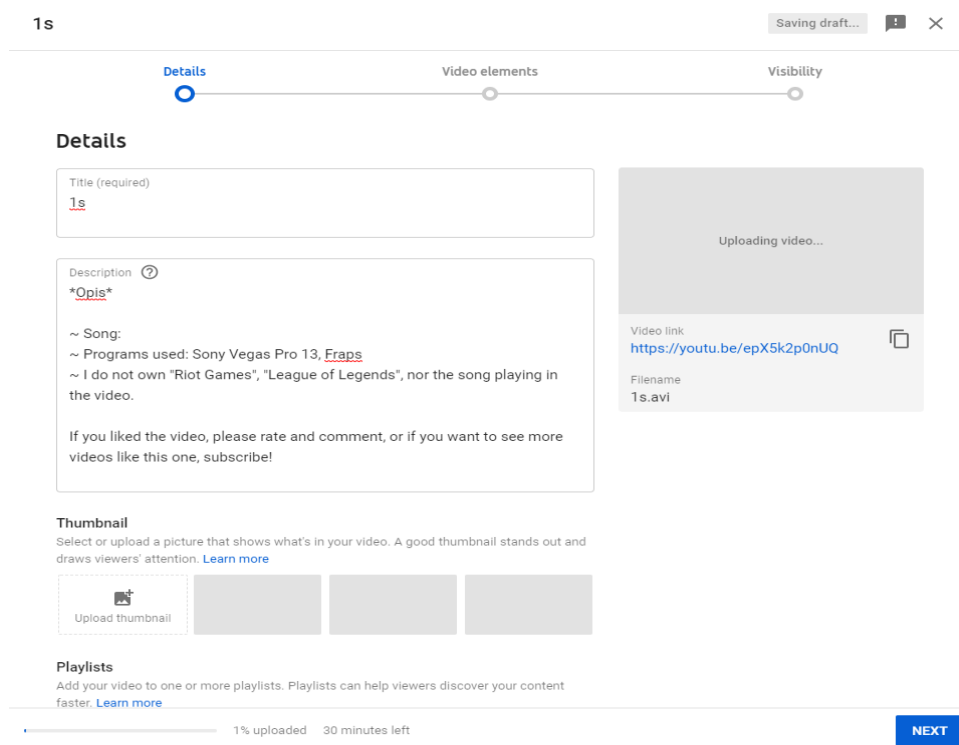 1s
Saving draft...
Details
Video elements
Visibility
Details
Title (required)
1s
Description
*Opis*
~ Song:
~ Programs used: Sony Vegas Pro 13, Fraps
~ I do not own "Riot Games", "League of Legends", nor the song playing in
the video.
If you liked the video, please rate and comment, or if you want to see more
videos like this one, subscribe!
Uploading video...
Video link
https://youtu.be/epX5k2p0nUQ
Filename
1s.avi
Thumbnail
Select or upload a picture that shows what's in your video. A good thumbnail stands out and
draws viewers' attention. Learn more
Upload thumbnail
Playlists
Add your video to one or more playlists. Playlists can help viewers discover your content
faster. Learn more
1% uploaded
30 minutes left
NEXT